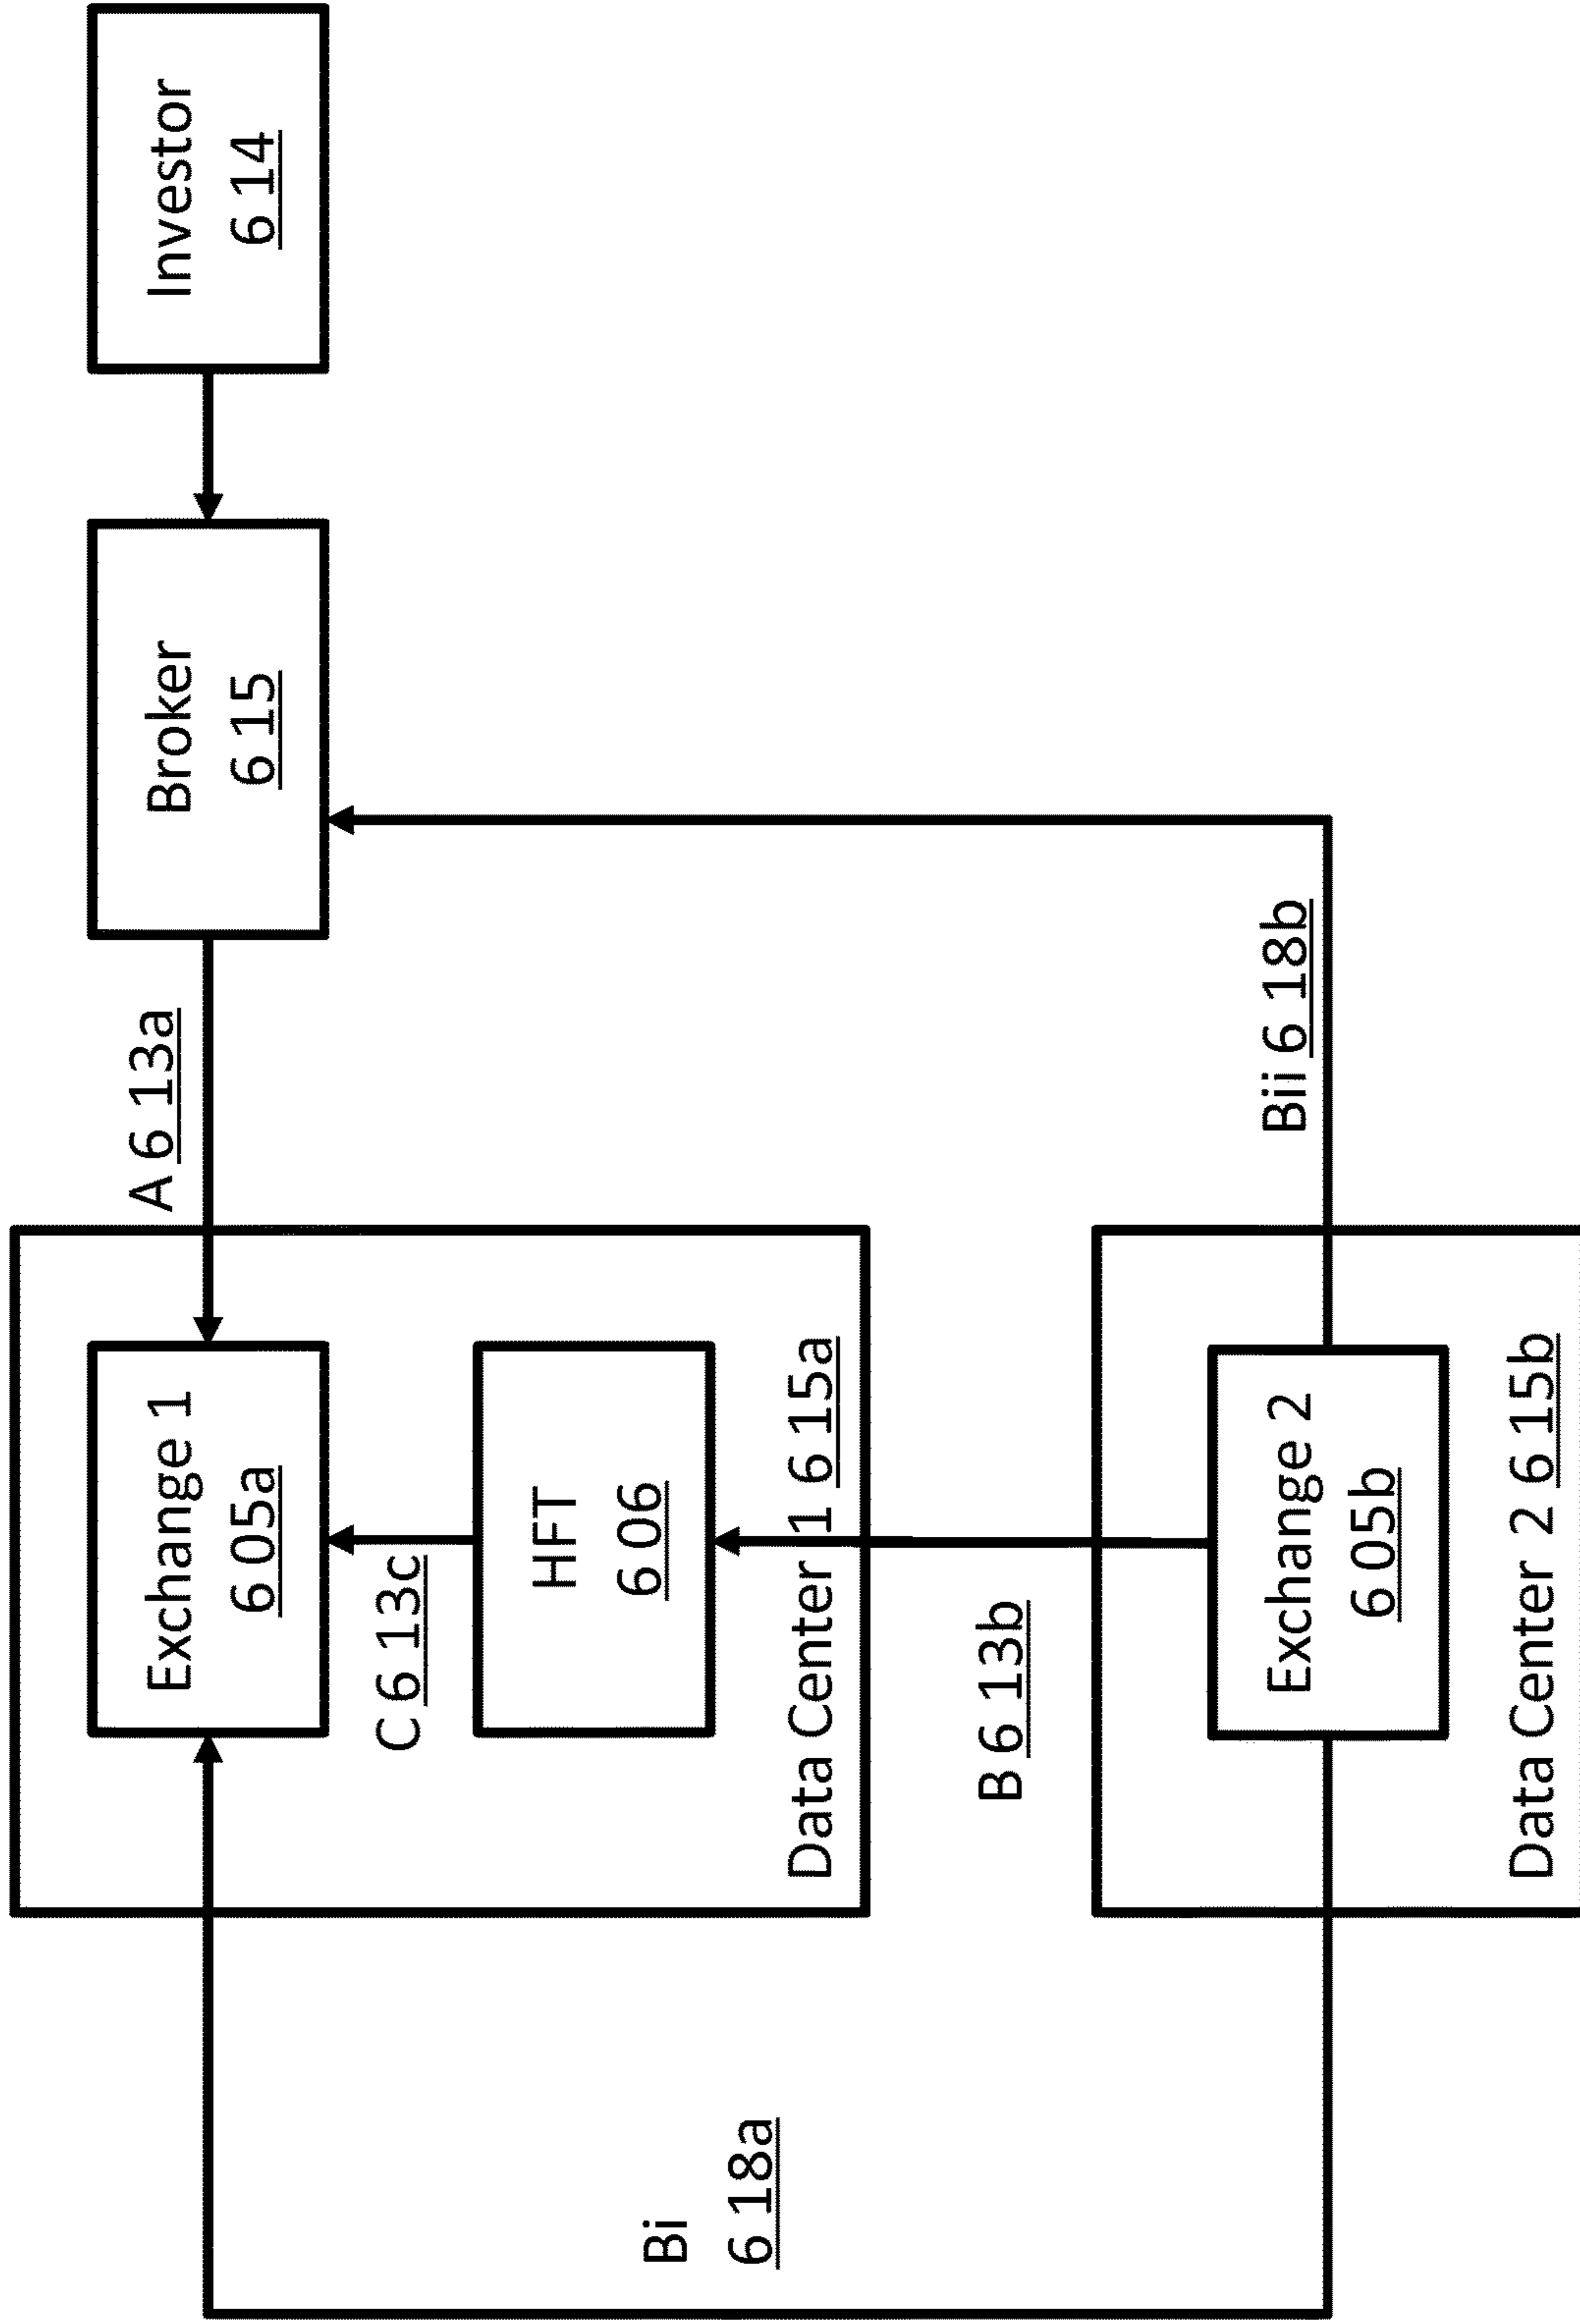 Bi
6 18a
Exchange 1
6 05a
C 6 13c
HFT
6 06
Data Center 1 6 15a
B 6 13b
Exchange 2
6 05b
Data Center 2 6 15b
A 6 13a
Bii 6 18b
Broker
6 15
Investor
6 14